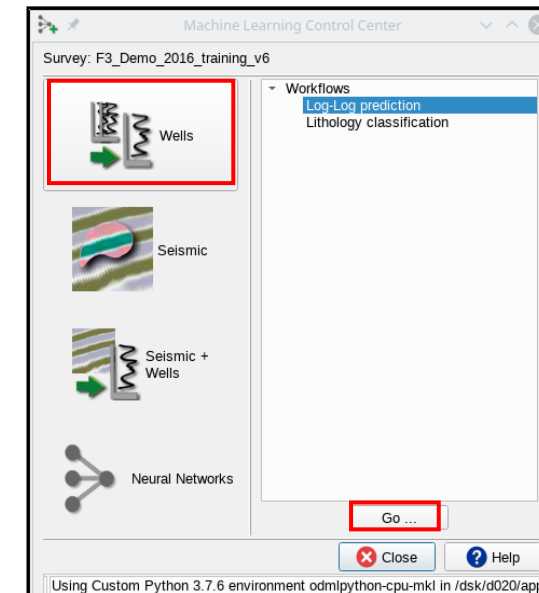 Machine Learning Control Center
Survey: F3_Demo_2016_training_v6
Wells
Seismic
Seismic +
Wells
Neural Networks
Workflows
Log-Log prediction
Lithology classification
Go ...
Close
Help
Using Custom Python 3.7.6 environment odmlpython-cpu-mkl in /dsk/d020/app